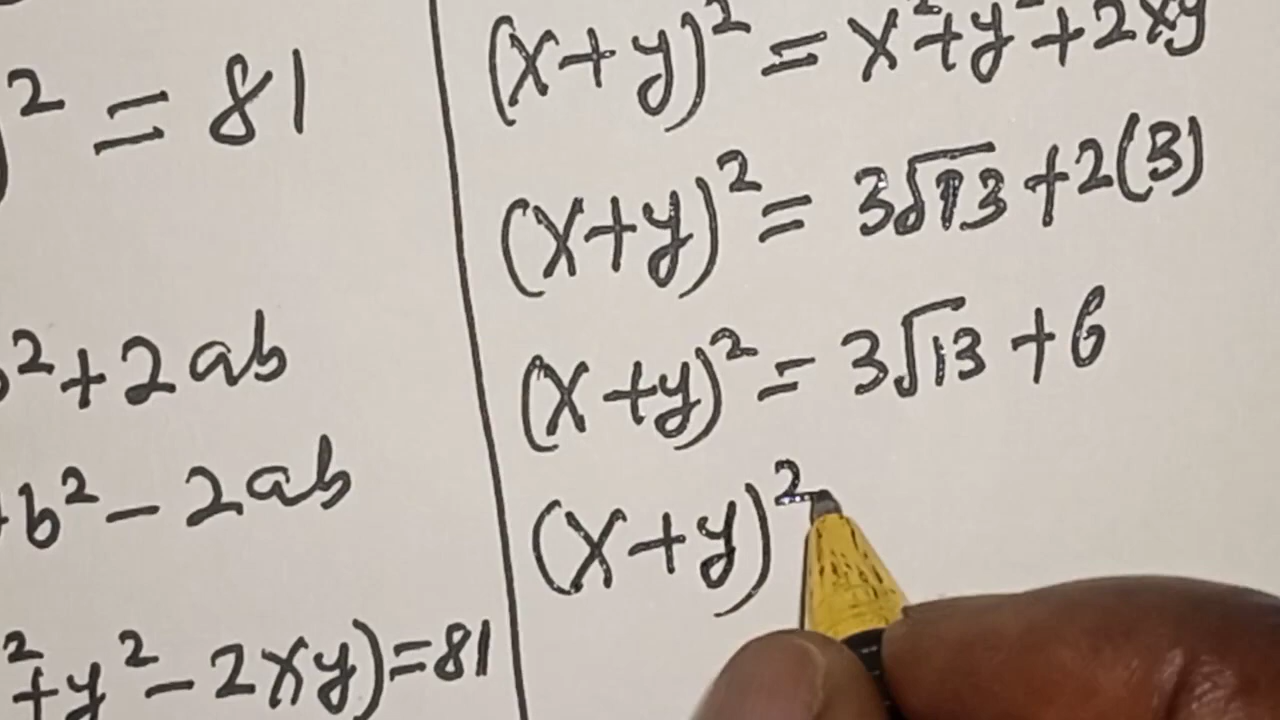 )² = 81
b²+2ab
+b²-2ab
²+y²-2xy)=81
(x+y)² = x²+y²+2xy
(x+y)² = 3√13+2(3)
(x+y)² = 3√13+6
(x+y)²